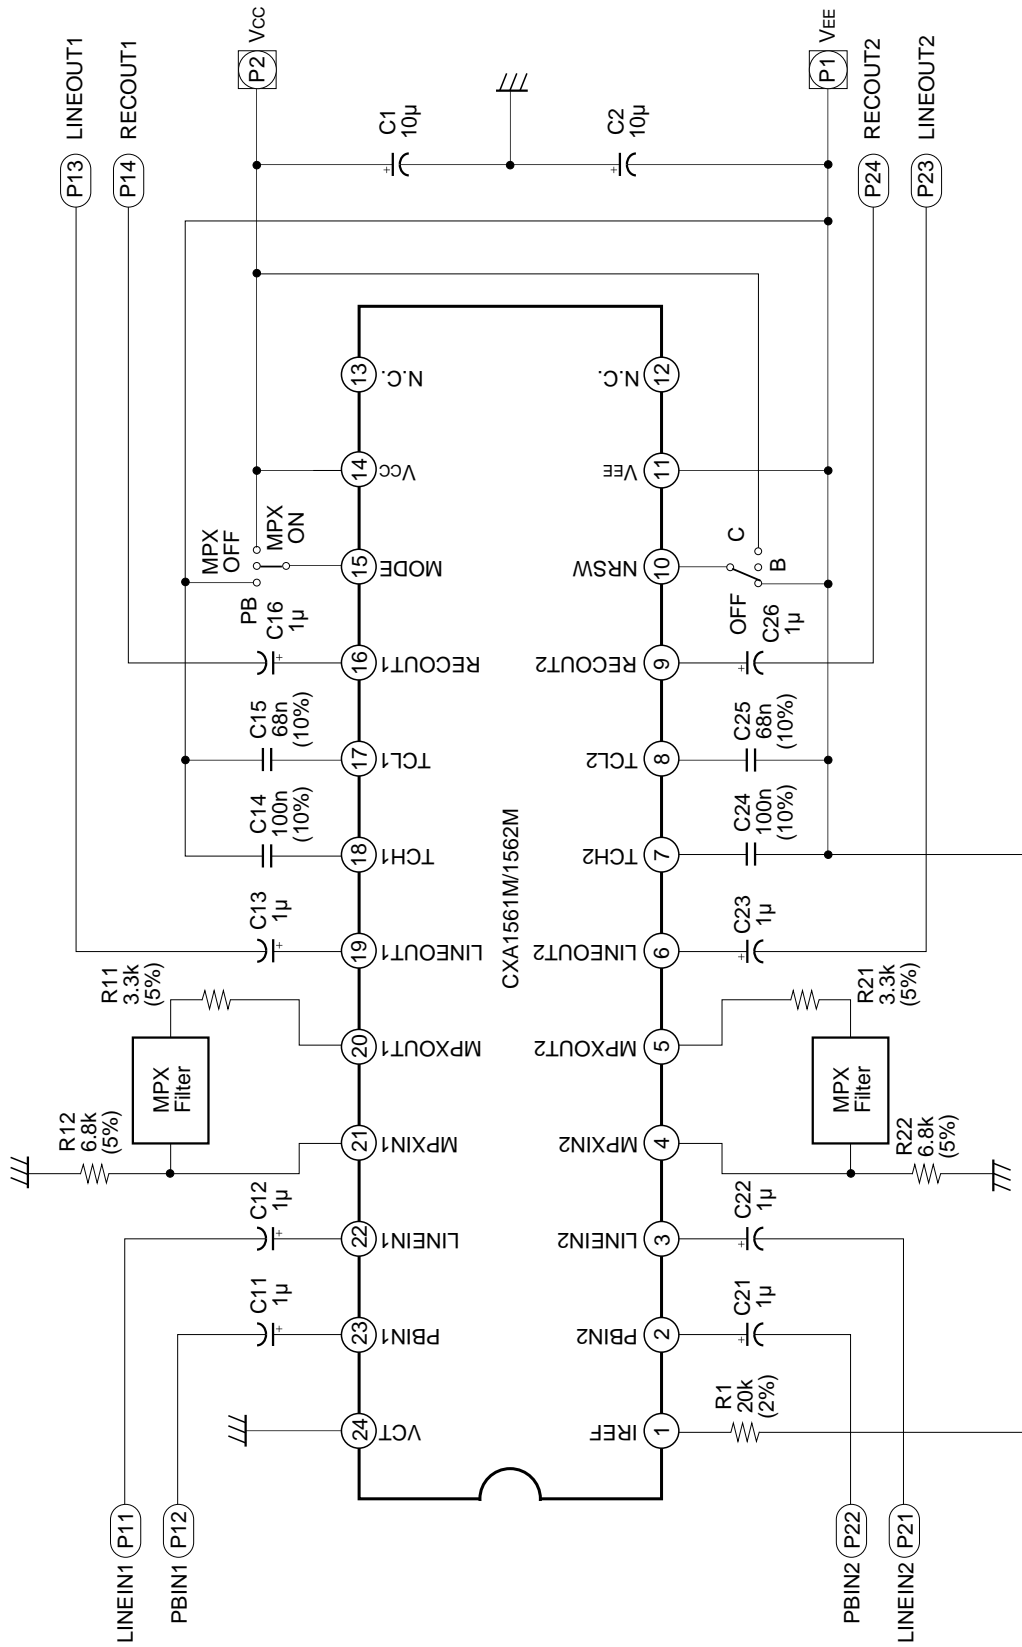 P13 LINEOUT1
P14 RECOUT1
P2 VCC
C1
10µ
C2
10µ
P1 VEE
P24 RECOUT2
P23 LINEOUT2
MPX
OFF
MPX
ON
PB
C16
1µ
C15
68n
(10%)
C14
100n
(10%)
C13
1µ
R11
3.3k
(5%)
MPX
Filter
R12
6.8k
(5%)
C12
1µ
C11
1µ
LINEIN1 P11
PBIN1 P12
24 VCT
23 PBIN1
22 LINEIN1
21 MPXIN1
20 MPXOUT1
19 LINEOUT1
18 TCH1
17 TCL1
16 RECOUT1
15 MODE
14 VCC
13 N.C.
CXA1561M/1562M
1 IREF
2 PBIN2
3 LINEIN2
4 MPXIN2
5 MPXOUT2
6 LINEOUT2
7 TCH2
8 TCL2
9 RECOUT2
10 NRSW
11 VEE
12 N.C.
R1
20k
(2%)
C21
1µ
C22
1µ
R22
6.8k
(5%)
MPX
Filter
R21
3.3k
(5%)
C23
1µ
C24
100n
(10%)
C25
68n
(10%)
C26
1µ
OFF
B
C
PBIN2 P22
LINEIN2 P21